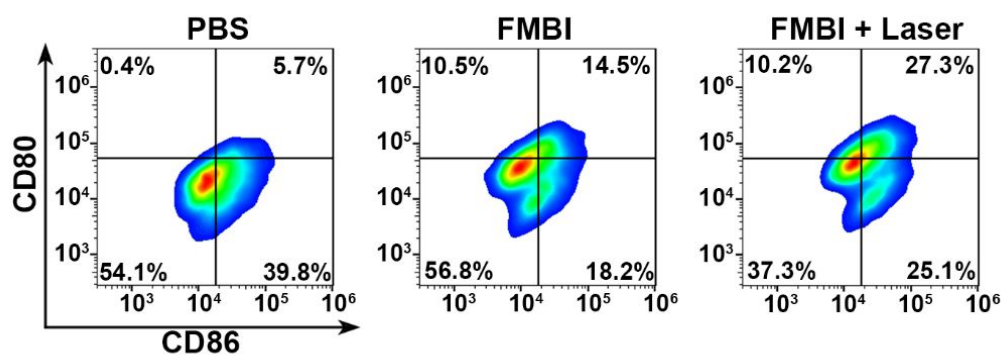 PBS
FMBI
FMBI + Laser
0.4% 5.7%
10.5% 14.5%
10.2% 27.3%
10⁶ 10⁶ 10⁶
10⁵ 10⁵ 10⁵
10⁴ 10⁴ 10⁴
10³ 10³ 10³
54.1% 39.8%
56.8% 18.2%
37.3% 25.1%
10³ 10⁴ 10⁵ 10⁶
10³ 10⁴ 10⁵ 10⁶
10³ 10⁴ 10⁵ 10⁶
CD80
CD86